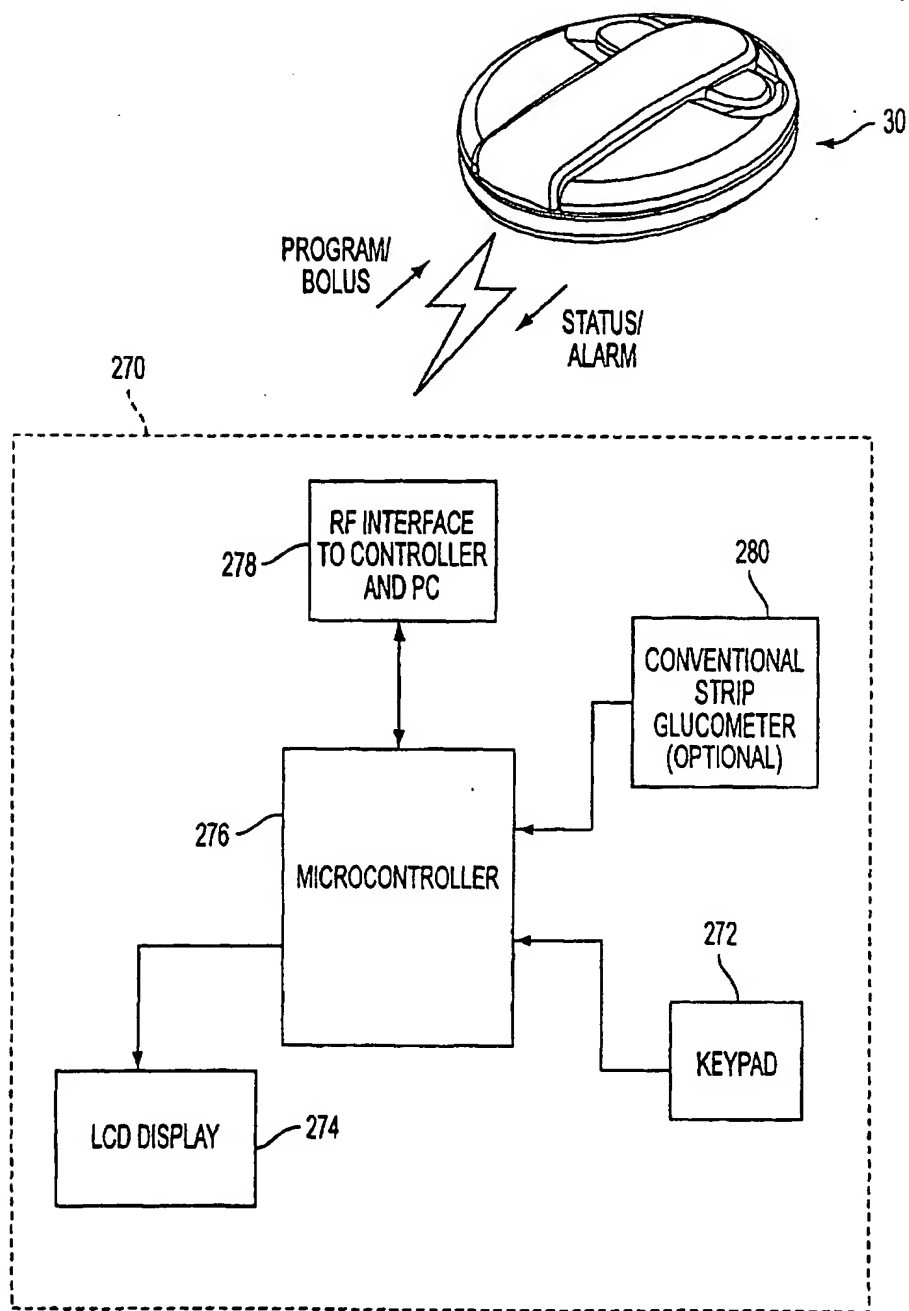 30
PROGRAM/
BOLUS
STATUS/
ALARM
270
RF INTERFACE
TO CONTROLLER
AND PC
278
280
CONVENTIONAL
STRIP
GLUCOMETER
(OPTIONAL)
276
MICROCONTROLLER
272
KEYPAD
LCD DISPLAY
274